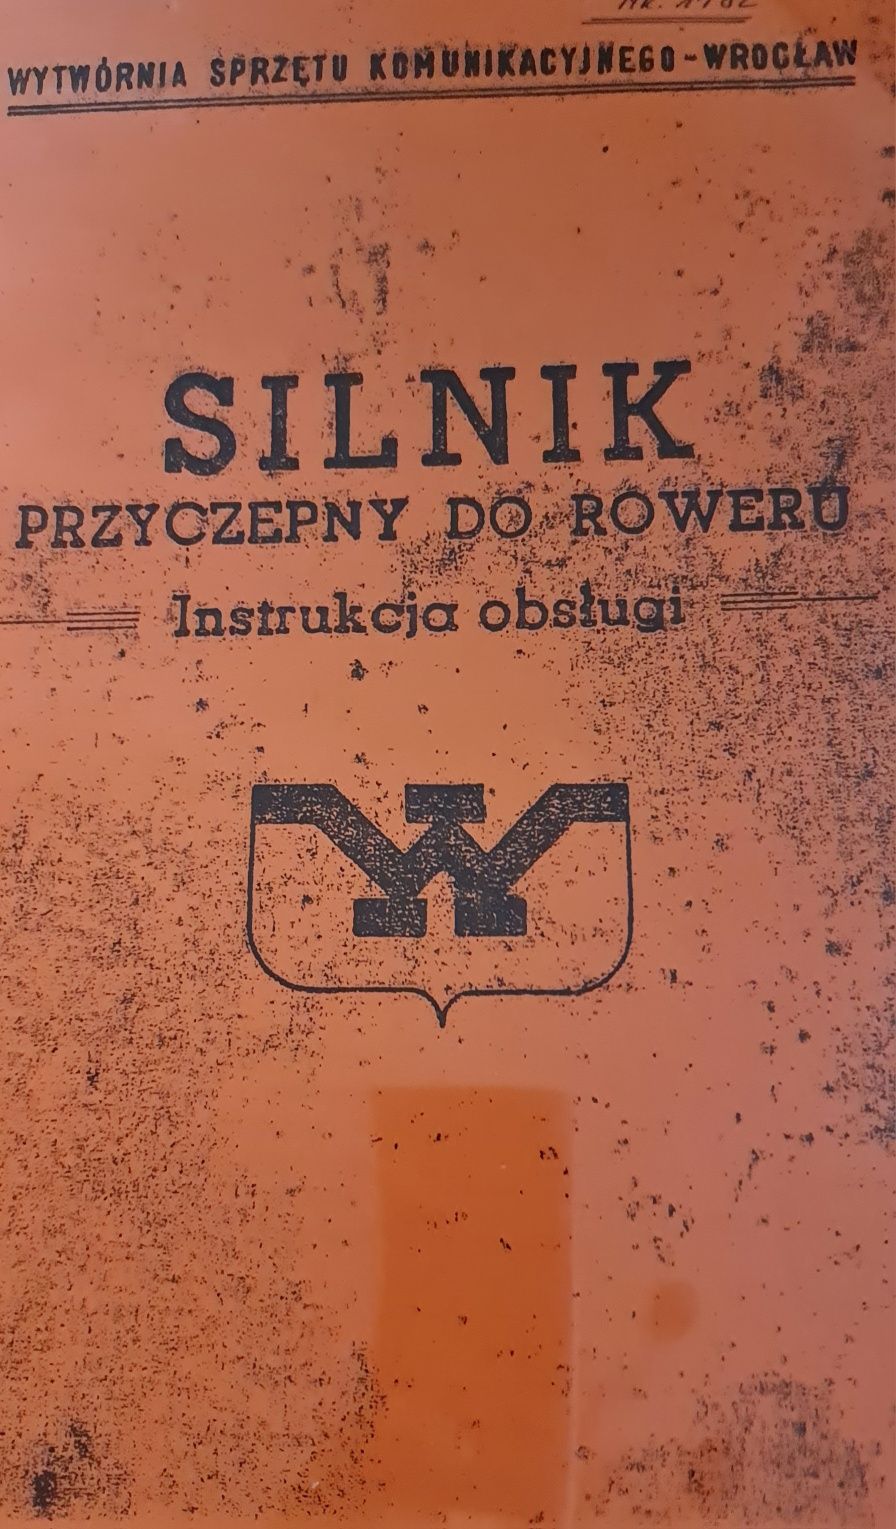 WYTWÓRNIA SPRZĘTU KOMUNIKACYJNEGO-WROCŁAW
SILNIK
PRZYCZEPNY DO ROWERU
Instrukcja obsługi